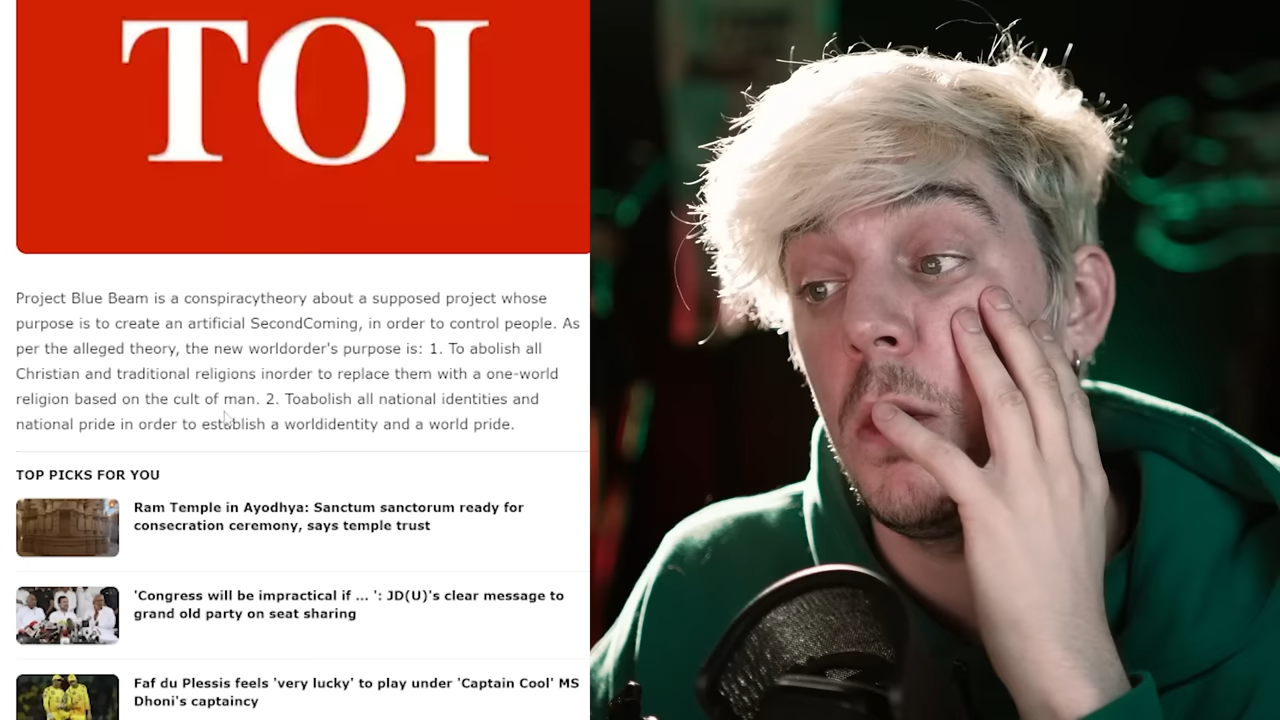 TOI
Project Blue Beam is a conspiracytheory about a supposed project whose
purpose is to create an artificial SecondComing, in order to control people. As
per the alleged theory, the new worldorder's purpose is: 1. To abolish all
Christian and traditional religions inorder to replace them with a one-world
religion based on the cult of man. 2. Toabolish all national identities and
national pride in order to establish a worldidentity and a world pride.
TOP PICKS FOR YOU
Ram Temple in Ayodhya: Sanctum sanctorum ready for
consecration ceremony, says temple trust
'Congress will be impractical if ... ': JD(U)'s clear message to
grand old party on seat sharing
Faf du Plessis feels 'very lucky' to play under 'Captain Cool' MS
Dhoni's captaincy